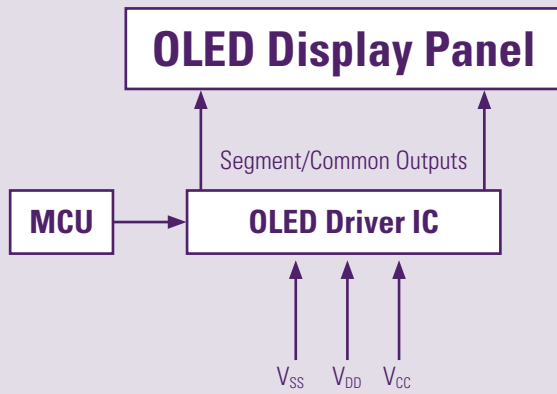 OLED Display Panel
Segment/Common Outputs
MCU
OLED Driver IC
VSS VDD VCC